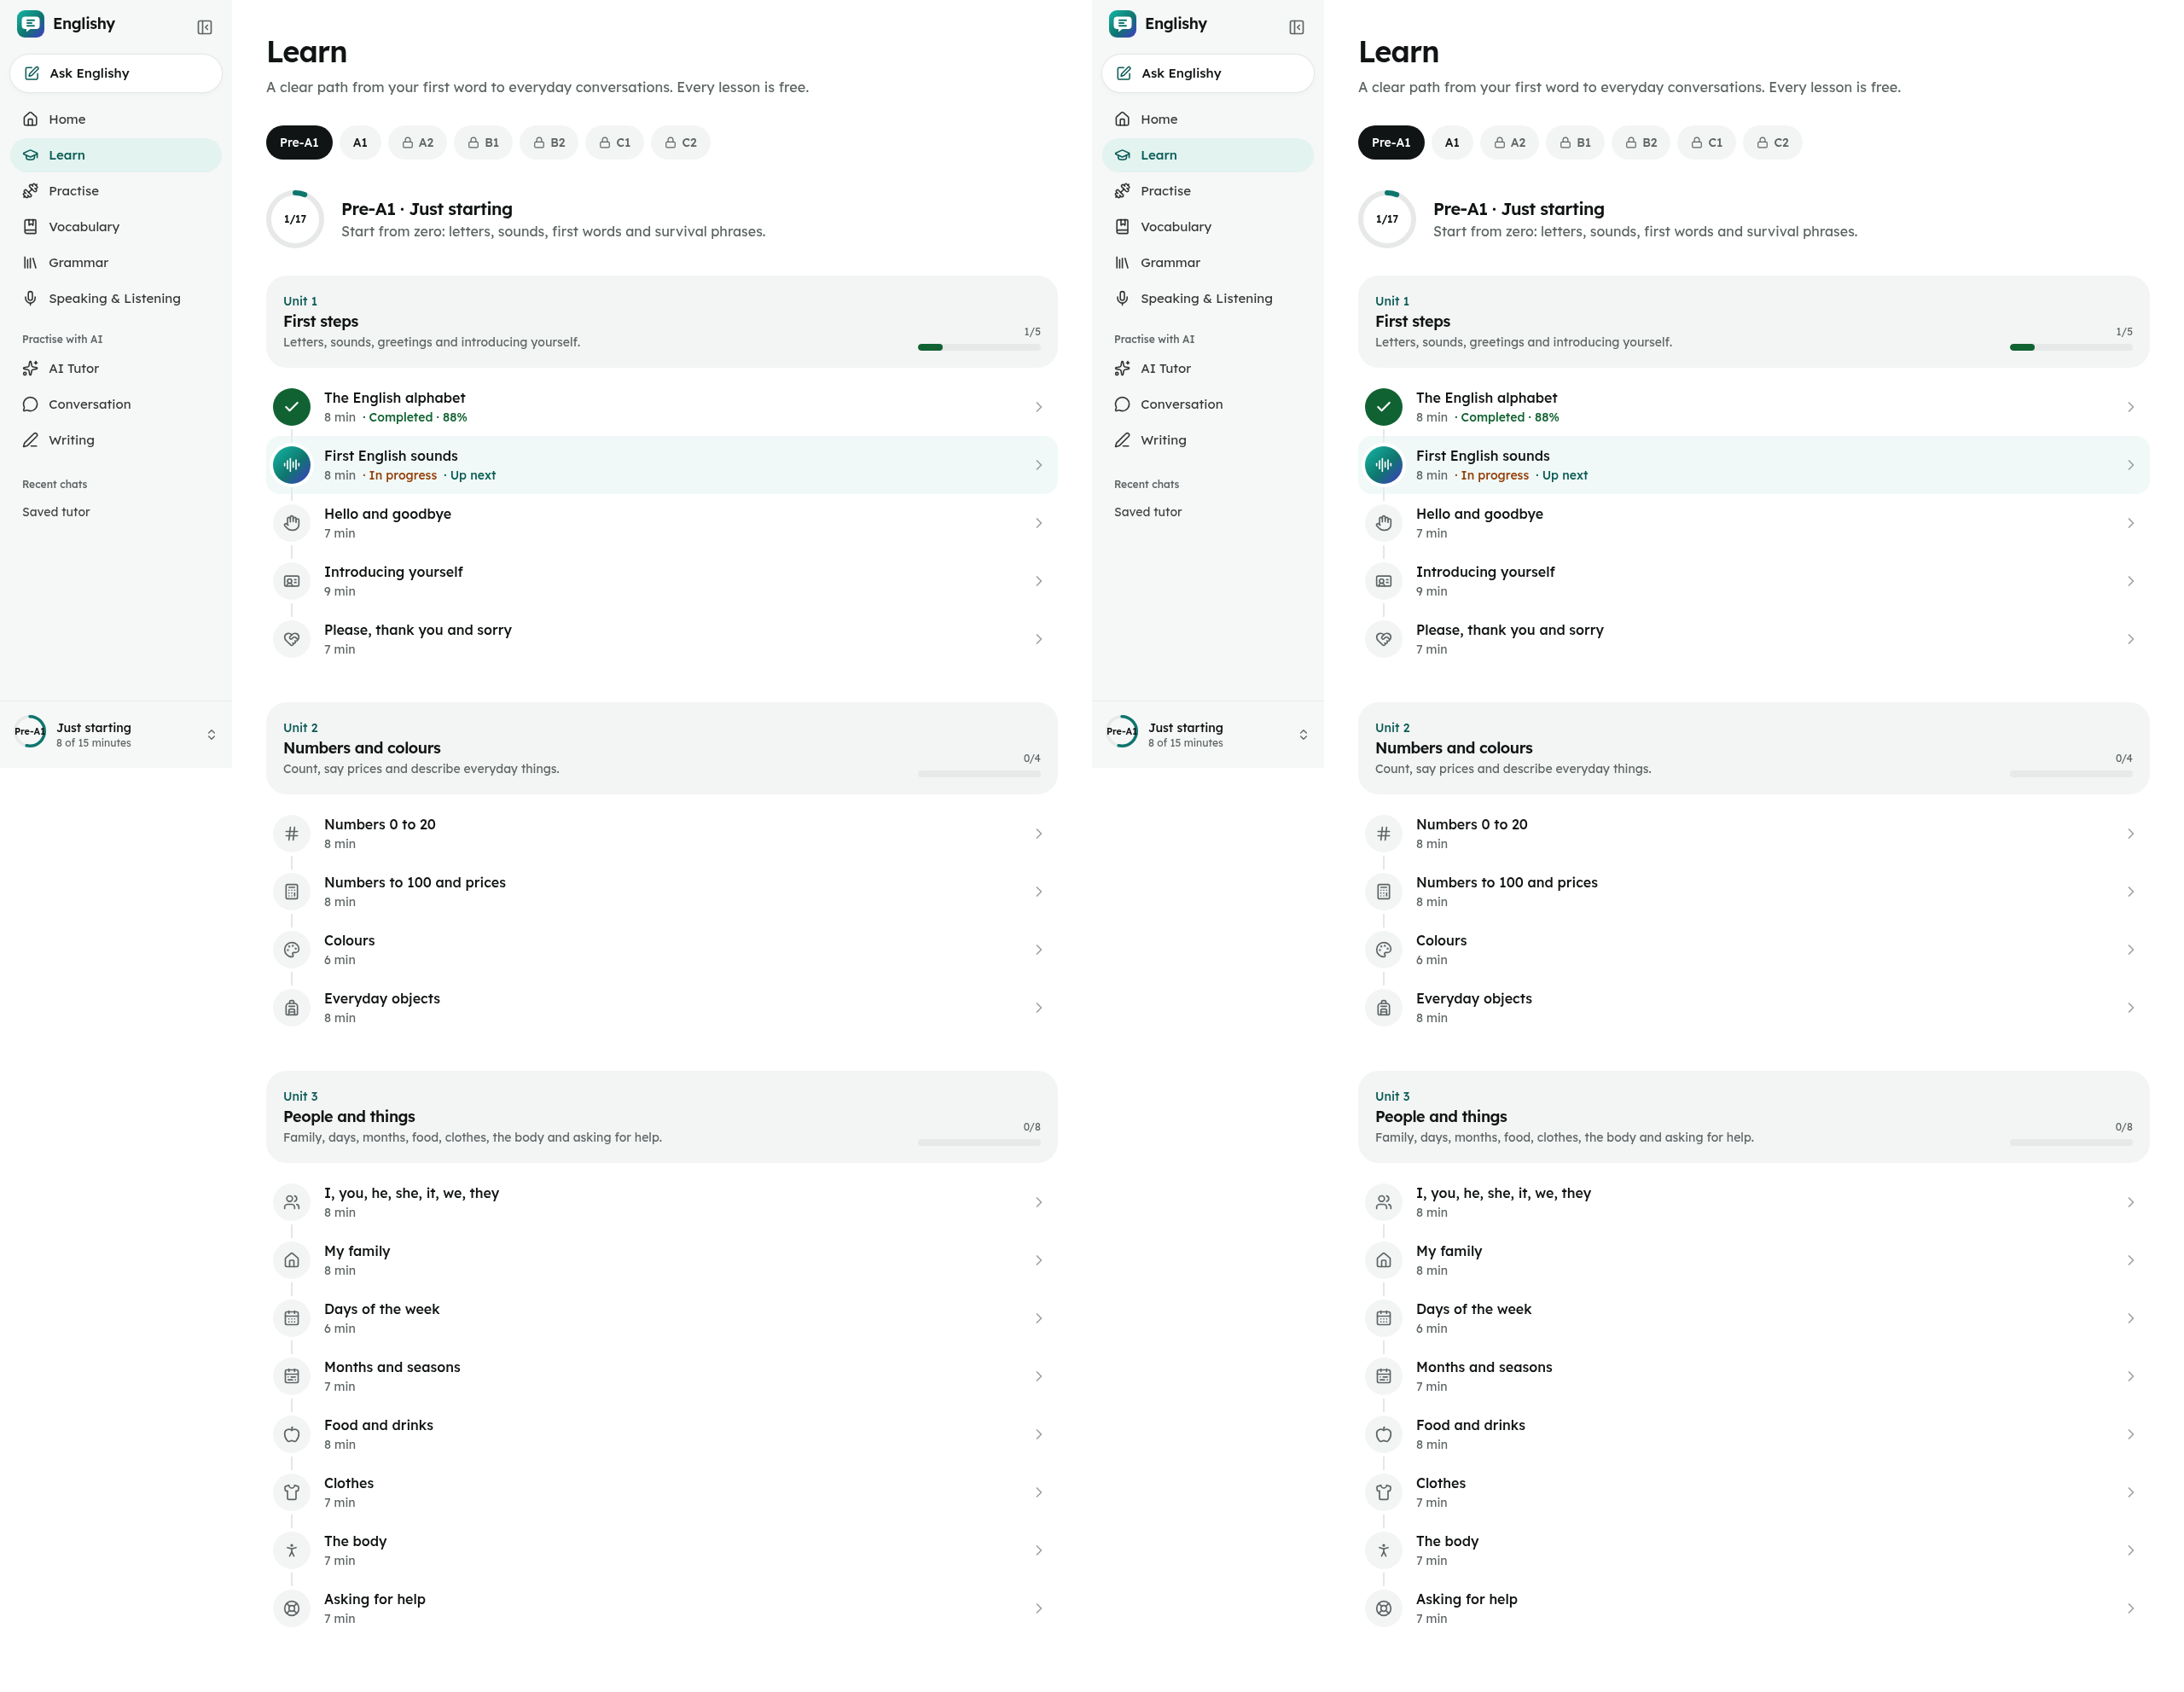 Englishy
Ask Englishy
Home
Learn
Practise
Vocabulary
Grammar
Speaking & Listening
Practise with AI
AI Tutor
Conversation
Writing
Recent chats
Saved tutor
Pre-A1
Just starting
8 of 15 minutes
Learn
A clear path from your first word to everyday conversations. Every lesson is free.
Pre-A1 A1 A2 B1 B2 C1 C2
1/17
Pre-A1 · Just starting
Start from zero: letters, sounds, first words and survival phrases.
Unit 1
First steps
Letters, sounds, greetings and introducing yourself.
1/5
The English alphabet
8 min · Completed · 88%
First English sounds
8 min · In progress · Up next
Hello and goodbye
7 min
Introducing yourself
9 min
Please, thank you and sorry
7 min
Unit 2
Numbers and colours
Count, say prices and describe everyday things.
0/4
Numbers 0 to 20
8 min
Numbers to 100 and prices
8 min
Colours
6 min
Everyday objects
8 min
Unit 3
People and things
Family, days, months, food, clothes, the body and asking for help.
0/8
I, you, he, she, it, we, they
8 min
My family
8 min
Days of the week
6 min
Months and seasons
7 min
Food and drinks
8 min
Clothes
7 min
The body
7 min
Asking for help
7 min
Englishy
Ask Englishy
Home
Learn
Practise
Vocabulary
Grammar
Speaking & Listening
Practise with AI
AI Tutor
Conversation
Writing
Recent chats
Saved tutor
Pre-A1
Just starting
8 of 15 minutes
Learn
A clear path from your first word to everyday conversations. Every lesson is free.
Pre-A1 A1 A2 B1 B2 C1 C2
1/17
Pre-A1 · Just starting
Start from zero: letters, sounds, first words and survival phrases.
Unit 1
First steps
Letters, sounds, greetings and introducing yourself.
1/5
The English alphabet
8 min · Completed · 88%
First English sounds
8 min · In progress · Up next
Hello and goodbye
7 min
Introducing yourself
9 min
Please, thank you and sorry
7 min
Unit 2
Numbers and colours
Count, say prices and describe everyday things.
0/4
Numbers 0 to 20
8 min
Numbers to 100 and prices
8 min
Colours
6 min
Everyday objects
8 min
Unit 3
People and things
Family, days, months, food, clothes, the body and asking for help.
0/8
I, you, he, she, it, we, they
8 min
My family
8 min
Days of the week
6 min
Months and seasons
7 min
Food and drinks
8 min
Clothes
7 min
The body
7 min
Asking for help
7 min